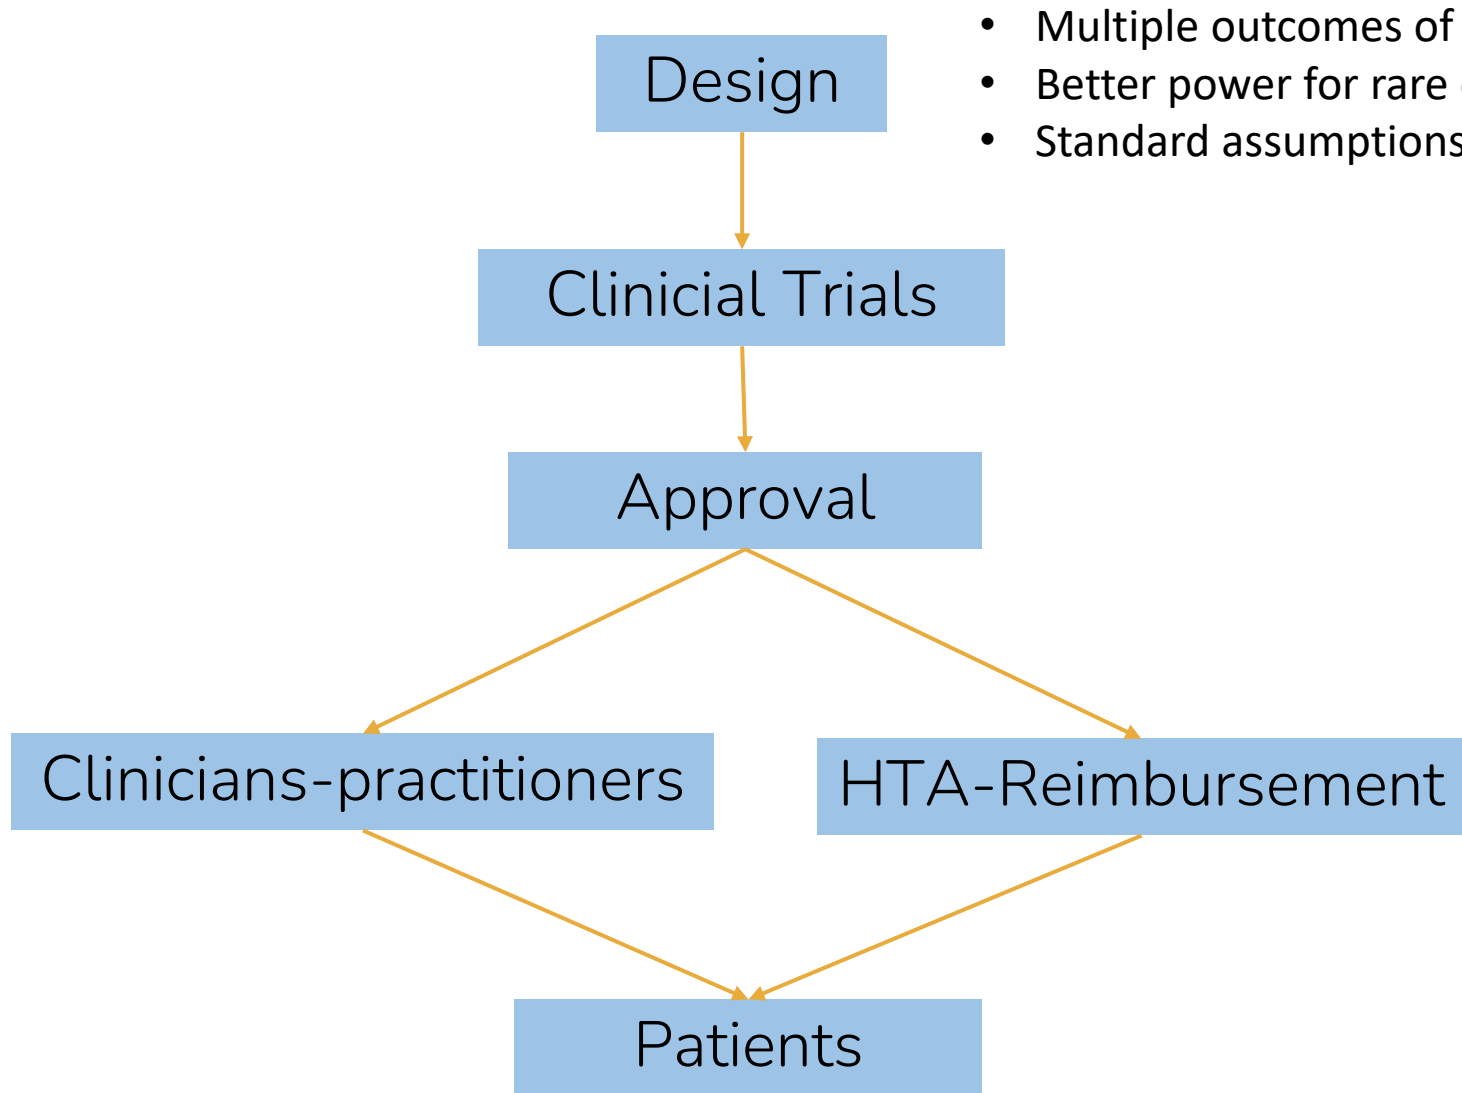 Design
• Multiple outcomes of
• Better power for rare
• Standard assumptions
Clinicial Trials
Approval
Clinicians-practitioners
HTA-Reimbursement
Patients